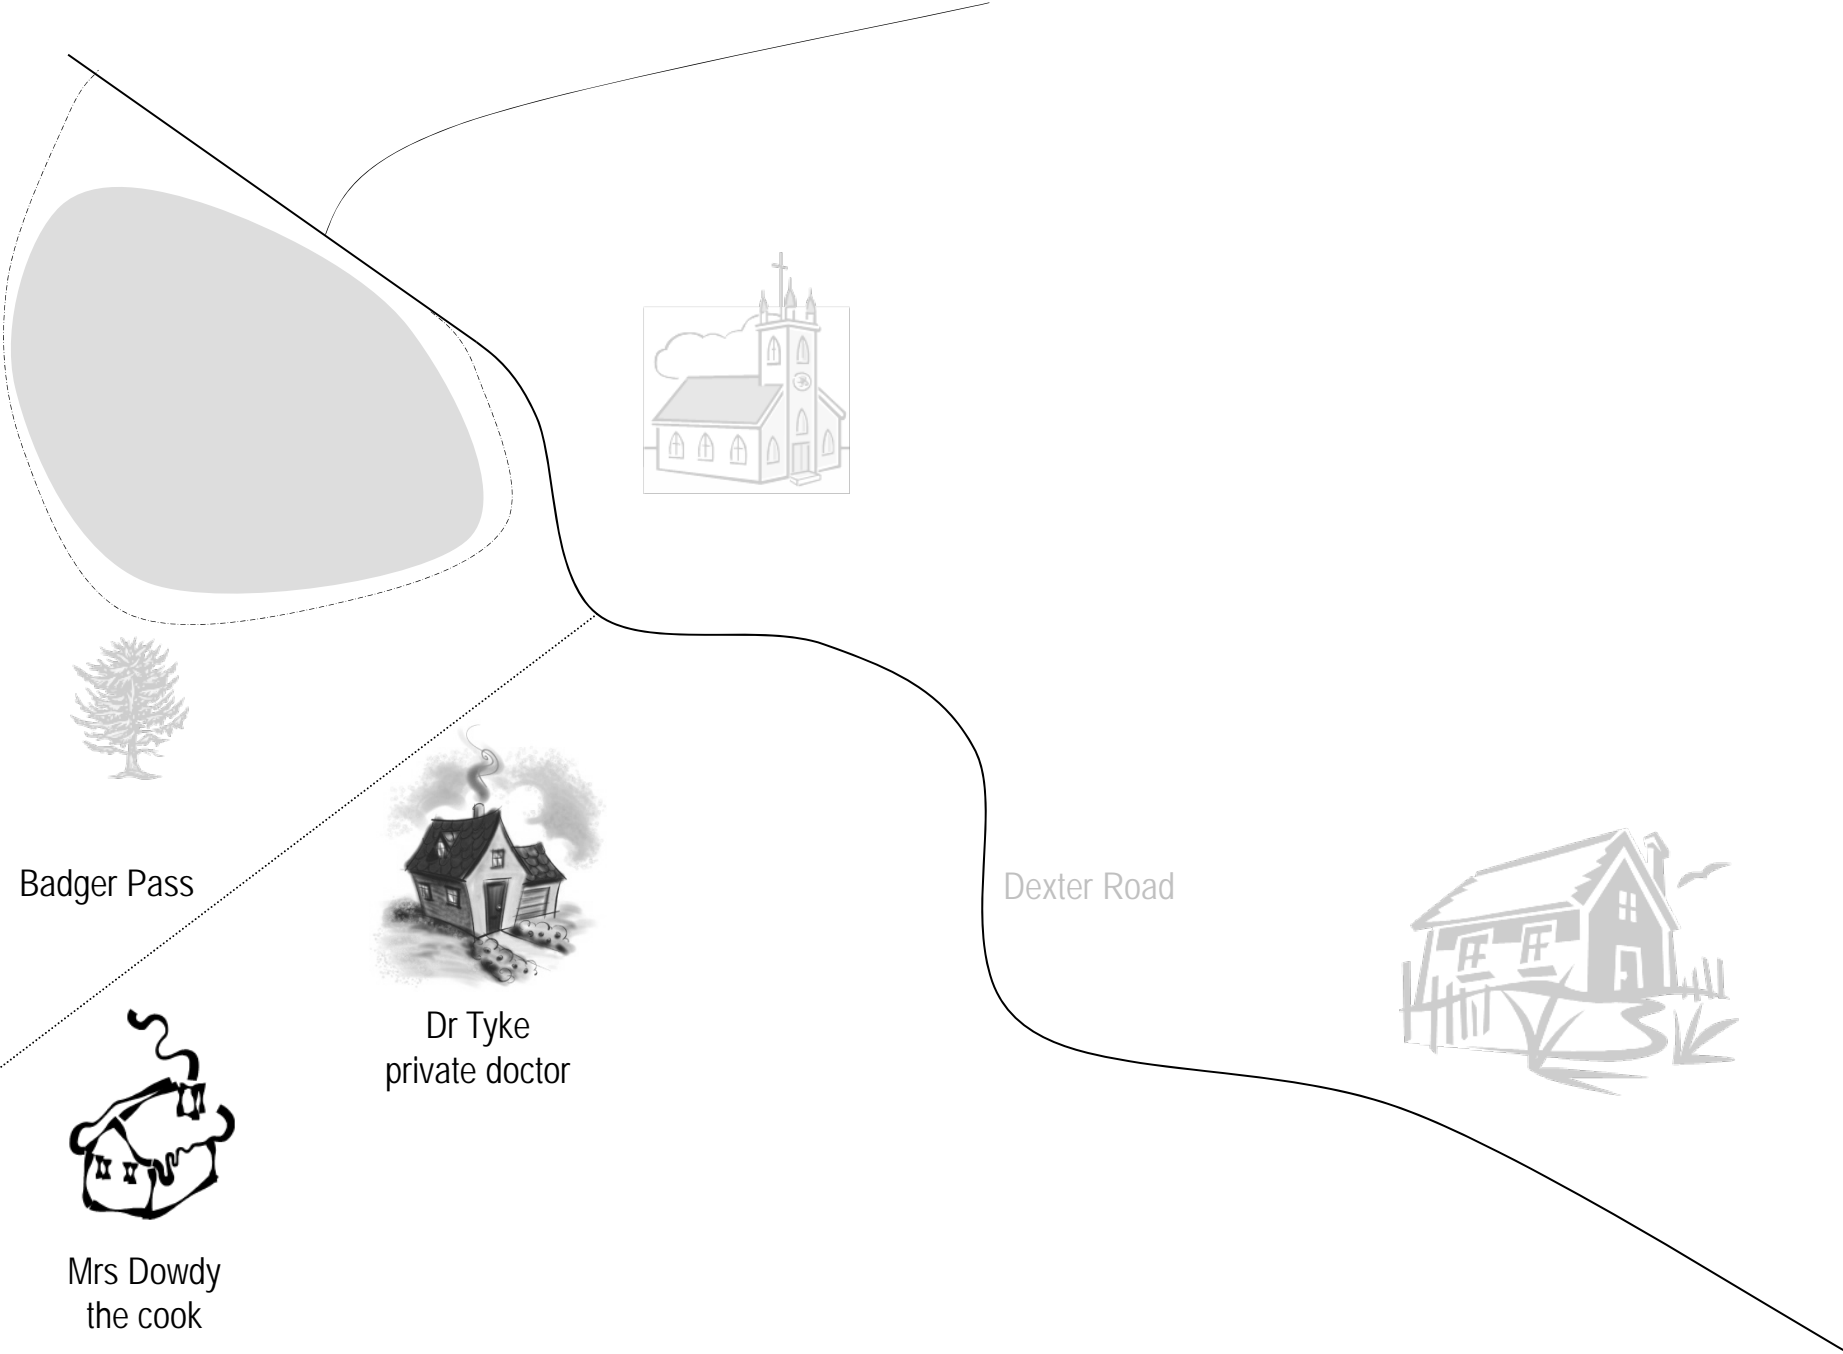 Badger Pass
Dexter Road
Dr Tyke
private doctor
Mrs Dowdy
the cook